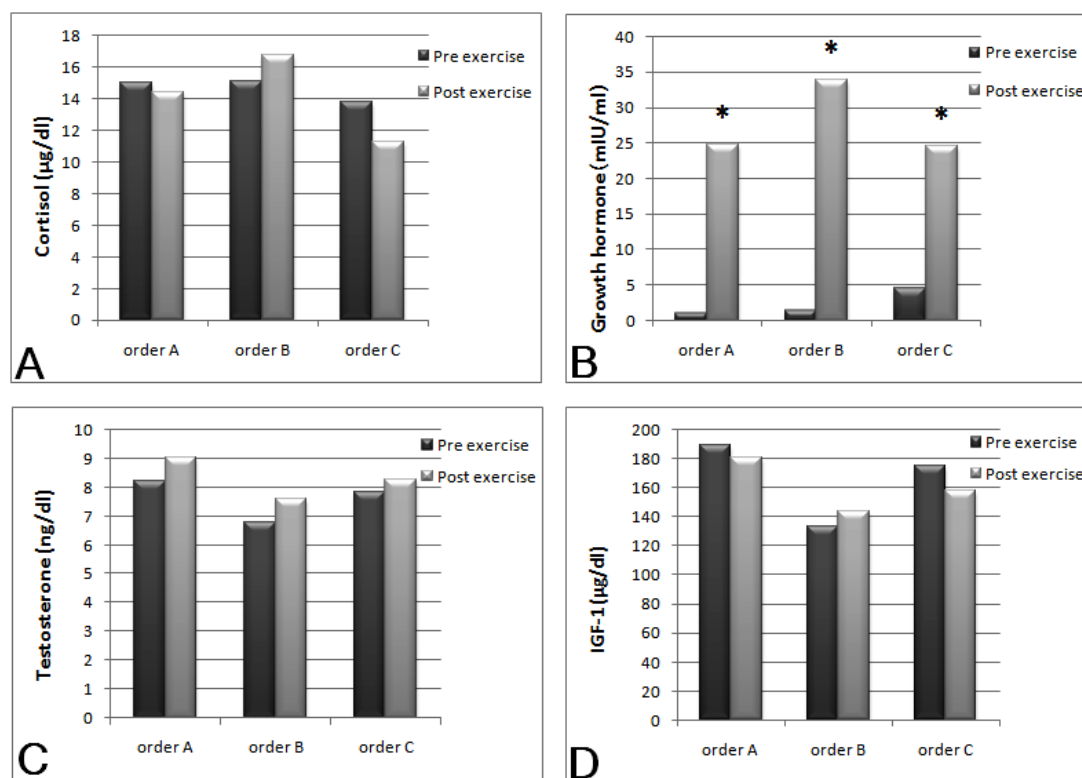 18
16
14
12
10
8
6
4
2
0
Cortisol (µg/dl)
Pre exercise
Post exercise
order A
order B
order C
A
40
35
30
25
20
15
10
5
0
Growth hormone (mIU/ml)
*
*
*
Pre exercise
Post exercise
order A
order B
order C
B
10
9
8
7
6
5
4
3
2
1
0
Testosterone (ng/dl)
Pre exercise
Post exercise
order A
order B
order C
C
200
180
160
140
120
100
80
60
40
20
0
IGF-1 (µg/dl)
Pre exercise
Post exercise
order A
order B
order C
D